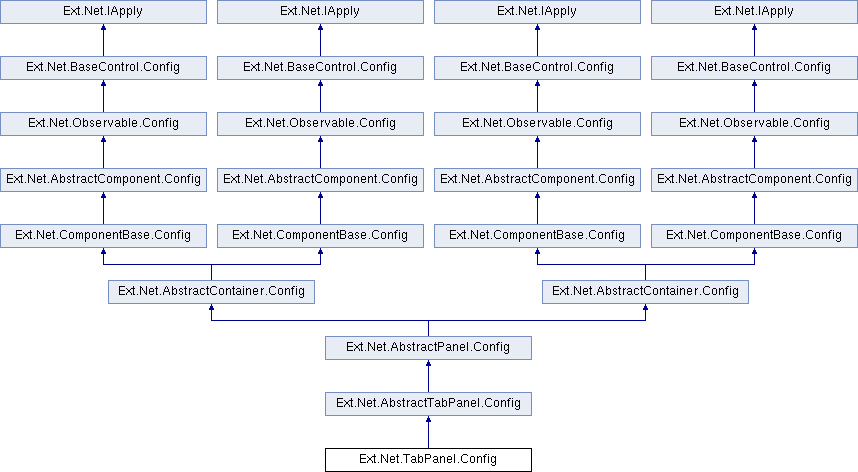 Ext.Net.IApply Ext.Net.IApply Ext.Net.IApply Ext.Net.IApply
Ext.Net.BaseControl.Config Ext.Net.BaseControl.Config Ext.Net.BaseControl.Config Ext.Net.BaseControl.Config
Ext.Net.Observable.Config Ext.Net.Observable.Config Ext.Net.Observable.Config Ext.Net.Observable.Config
Ext.Net.AbstractComponent.Config Ext.Net.AbstractComponent.Config Ext.Net.AbstractComponent.Config Ext.Net.AbstractComponent.Config
Ext.Net.ComponentBase.Config Ext.Net.ComponentBase.Config Ext.Net.ComponentBase.Config Ext.Net.ComponentBase.Config
Ext.Net.AbstractContainer.Config Ext.Net.AbstractContainer.Config
Ext.Net.AbstractPanel.Config
Ext.Net.AbstractTabPanel.Config
Ext.Net.TabPanel.Config